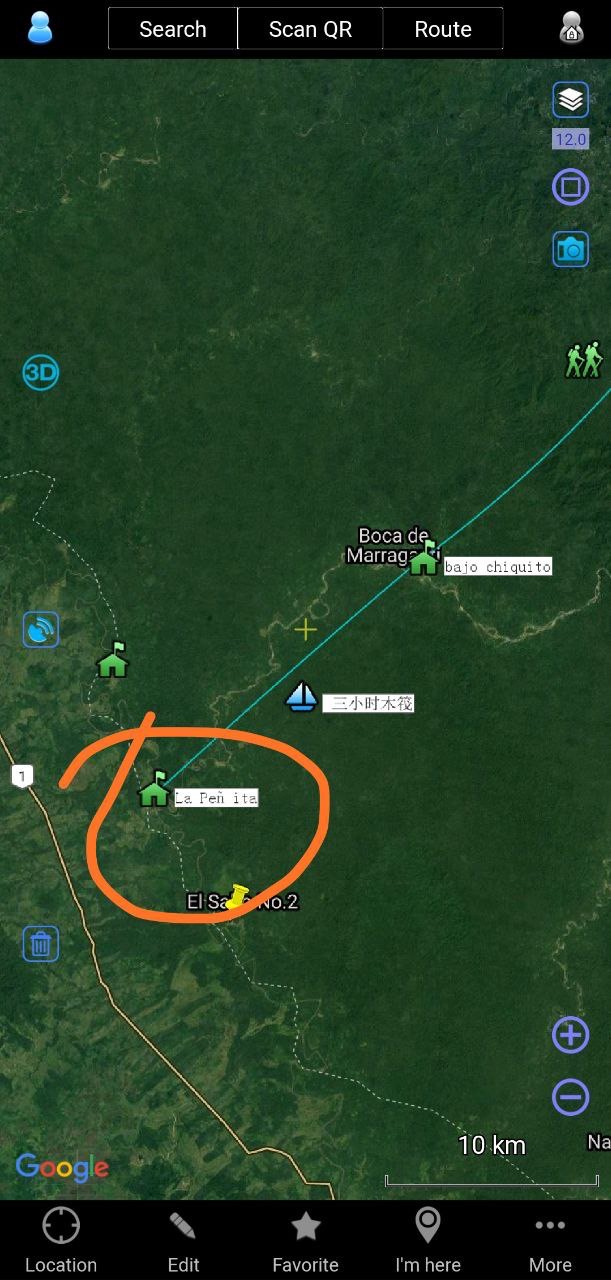 Search
Scan QR
Route
12.0
3D
Boca de
bajo chiquito
三小时木筏
1
La Peñ ita
El Sa No.2
10 km
Na
Google
Location
Edit
Favorite
I'm here
More